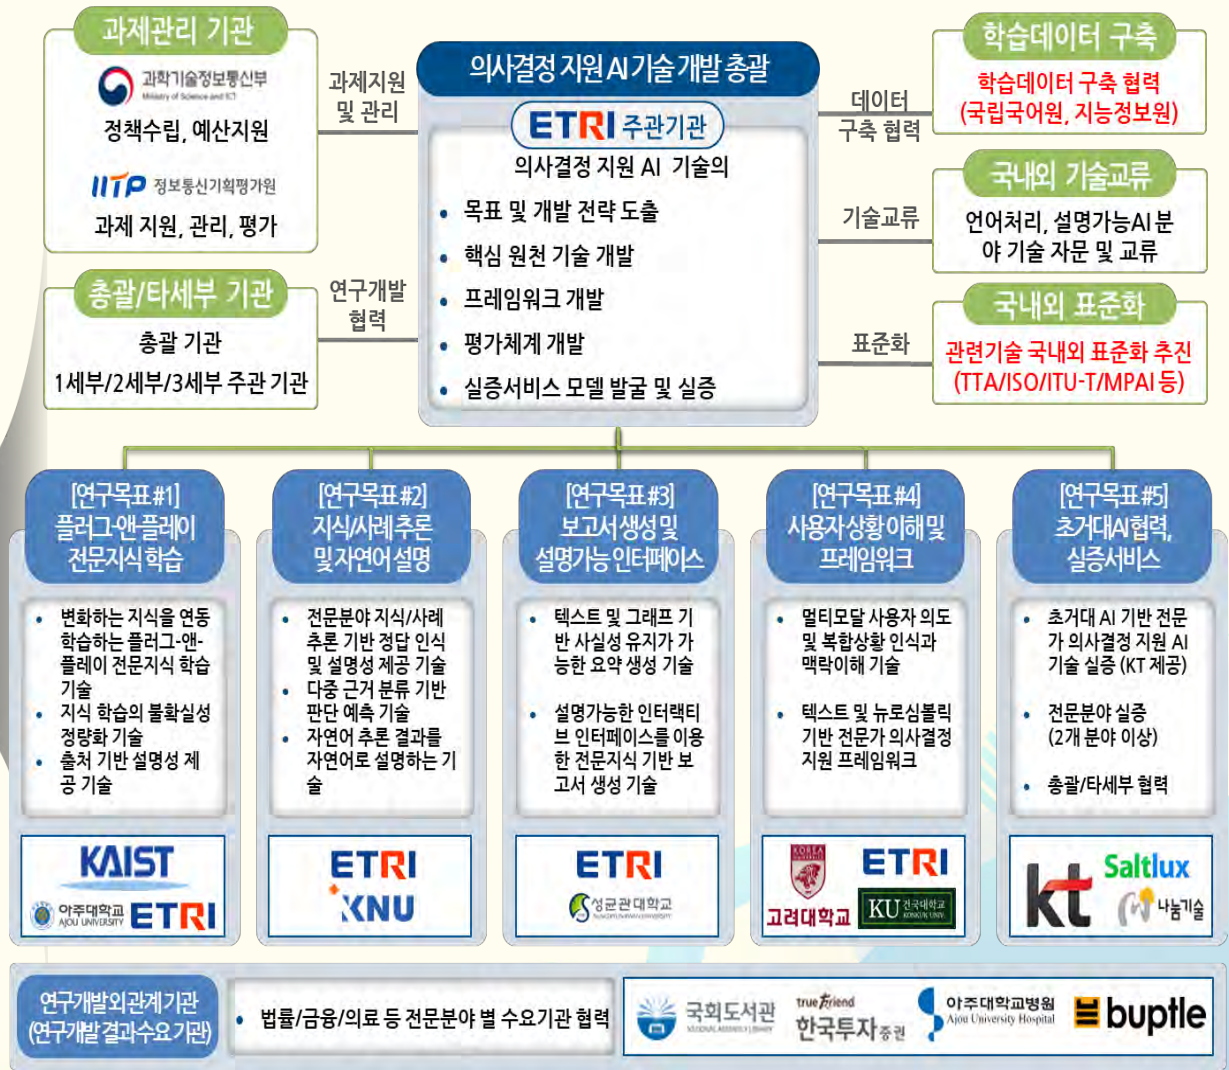 과제관리 기관
과학기술정보통신부
Ministry of Science and ICT
정책수립, 예산지원
IITP 정보통신기획평가원
과제 지원, 관리, 평가
총괄/타세부 기관
총괄 기관
1세부/2세부/3세부 주관 기관
과제지원
및 관리
연구개발
협력
의사결정 지원 AI 기술 개발 총괄
ETRI 주관기관
의사결정 지원 AI 기술의
• 목표 및 개발 전략 도출
• 핵심 원천 기술 개발
• 프레임워크 개발
• 평가체계 개발
• 실증서비스 모델 발굴 및 실증
데이터
구축 협력
기술교류
표준화
학습데이터 구축
학습데이터 구축 협력
(국립국어원, 지능정보원)
국내외 기술교류
언어처리, 설명가능AI 분
야 기술 자문 및 교류
국내외 표준화
관련기술 국내외 표준화 추진
(TTA/ISO/ITU-T/MPAI 등)
[연구목표 #1]
플러그-앤-플레이
전문지식 학습
• 변화하는 지식을 연동
학습하는 플러그-앤-
플레이 전문지식 학습
기술
• 지식 학습의 불확실성
정량화 기술
• 출처 기반 설명성 제
공 기술
KAIST
아주대학교
AJOU UNIVERSITY
ETRI
[연구목표 #2]
지식/사례 추론
및 자연어 설명
• 전문분야 지식/사례
추론 기반 정답 인식
및 설명성 제공 기술
• 다중 근거 분류 기반
판단 예측 기술
• 자연어 추론 결과를
자연어로 설명하는 기
술
ETRI
KNU
[연구목표 #3]
보고서 생성 및
설명가능 인터페이스
• 텍스트 및 그래프 기
반 사실성 유지가 가
능한 요약 생성 기술
• 설명가능한 인터랙티
브 인터페이스를 이용
한 전문지식 기반 보
고서 생성 기술
ETRI
성균관대학교
[연구목표 #4]
사용자 상황 이해 및
프레임워크
• 멀티모달 사용자 의도
및 복합상황 인식과
맥락이해 기술
• 텍스트 및 뉴로심볼릭
기반 전문가 의사결정
지원 프레임워크
KOREA
고려대학교
ETRI
KU 건국대학교
KONKUK UNIV.
[연구목표 #5]
초거대AI 협력,
실증서비스
• 초거대 AI 기반 전문
가 의사결정 지원 AI
기술 실증 (KT 제공)
• 전문분야 실증
(2개 분야 이상)
• 총괄/타세부 협력
kt
Saltlux
나눔기술
연구개발 외 관계 기관
(연구개발 결과 수요 기관)
• 법률/금융/의료 등 전문분야 별 수요기관 협력
국회도서관
NATIONAL ASSEMBLY LIBRARY
true friend
한국투자증권
아주대학교병원
Ajou University Hospital
buptle